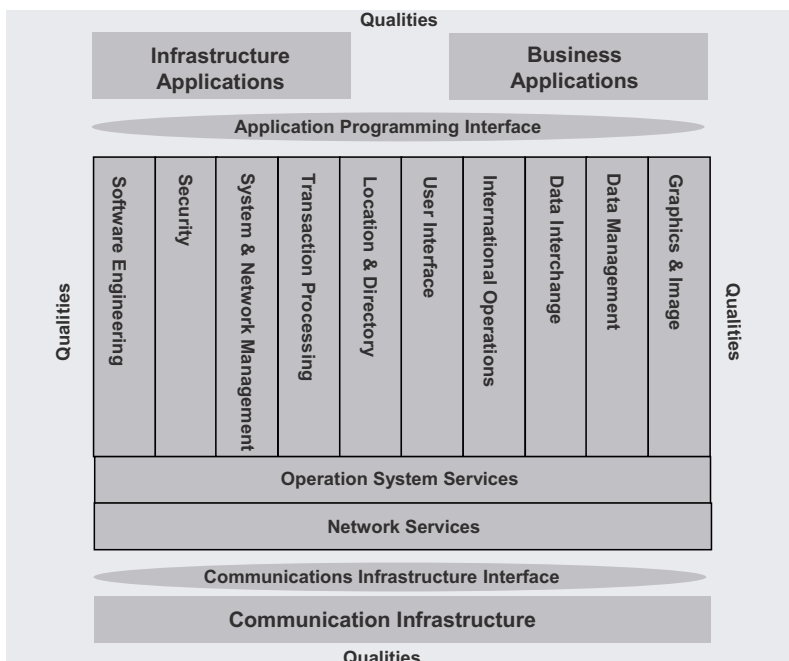 Qualities
Infrastructure
Applications
Business
Applications
Application Programming Interface
Software Engineering
Security
System & Network Management
Transaction Processing
Location & Directory
User Interface
International Operations
Data Interchange
Data Management
Graphics & Image
Qualities
Qualities
Operation System Services
Network Services
Communications Infrastructure Interface
Communication Infrastructure
Qualities